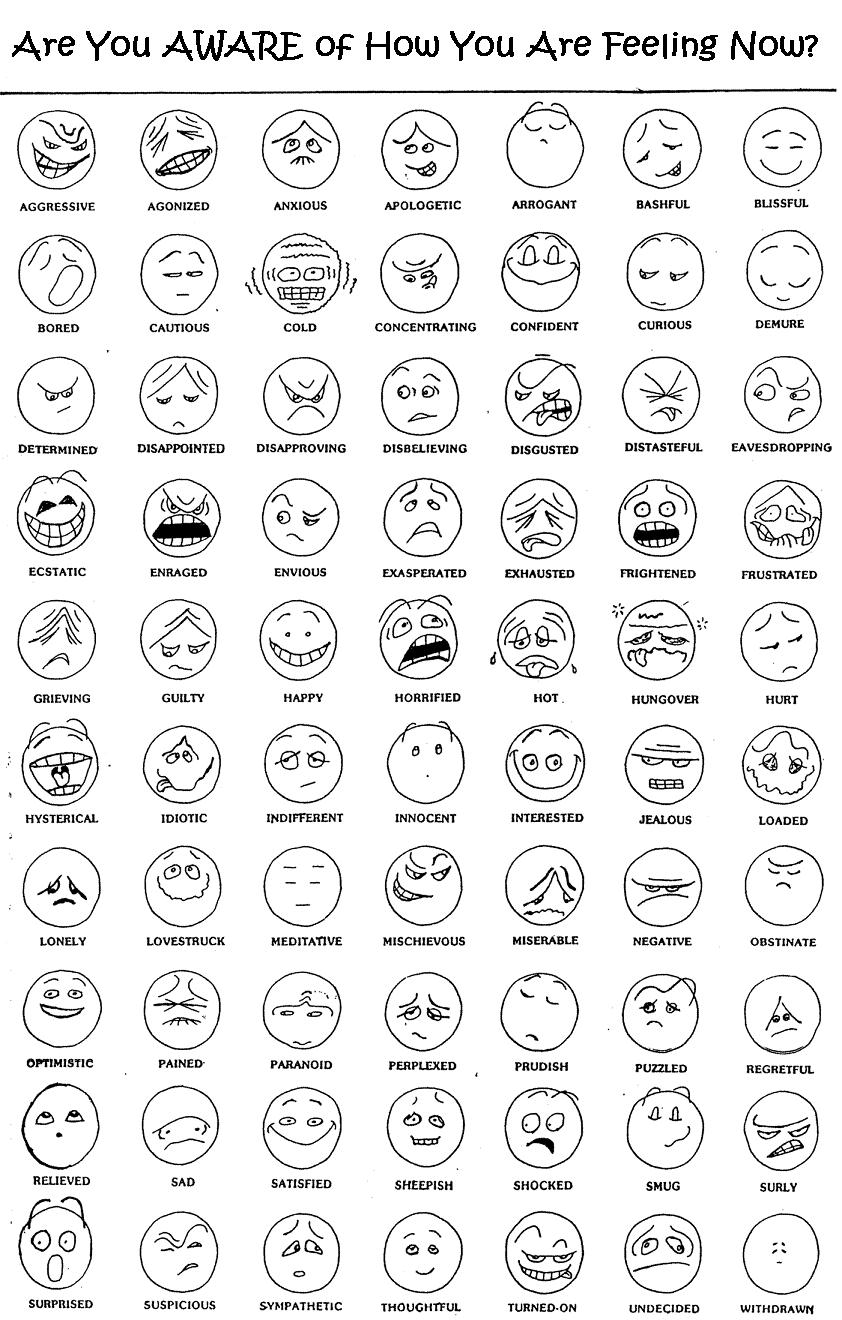 Are You AWARE of How You Are Feeling Now?
AGGRESSIVE AGONIZED ANXIOUS APOLOGETIC ARROGANT BASHFUL BLISSFUL
BORED CAUTIOUS COLD CONCENTRATING CONFIDENT CURIOUS DEMURE
DETERMINED DISAPPOINTED DISAPPROVING DISBELIEVING DISGUSTED DISTASTEFUL EAVESDROPPING
ECSTATIC ENRAGED ENVIOUS EXASPERATED EXHAUSTED FRIGHTENED FRUSTRATED
GRIEVING GUILTY HAPPY HORRIFIED HOT HUNGOVER HURT
HYSTERICAL IDIOTIC INDIFFERENT INNOCENT INTERESTED JEALOUS LOADED
LONELY LOVESTRUCK MEDITATIVE MISCHIEVOUS MISERABLE NEGATIVE OBSTINATE
OPTIMISTIC PAINED PARANOID PERPLEXED PRUDISH PUZZLED REGRETFUL
RELIEVED SAD SATISFIED SHEEPISH SHOCKED SMUG SURLY
SURPRISED SUSPICIOUS SYMPATHETIC THOUGHTFUL TURNED-ON UNDECIDED WITHDRAWN